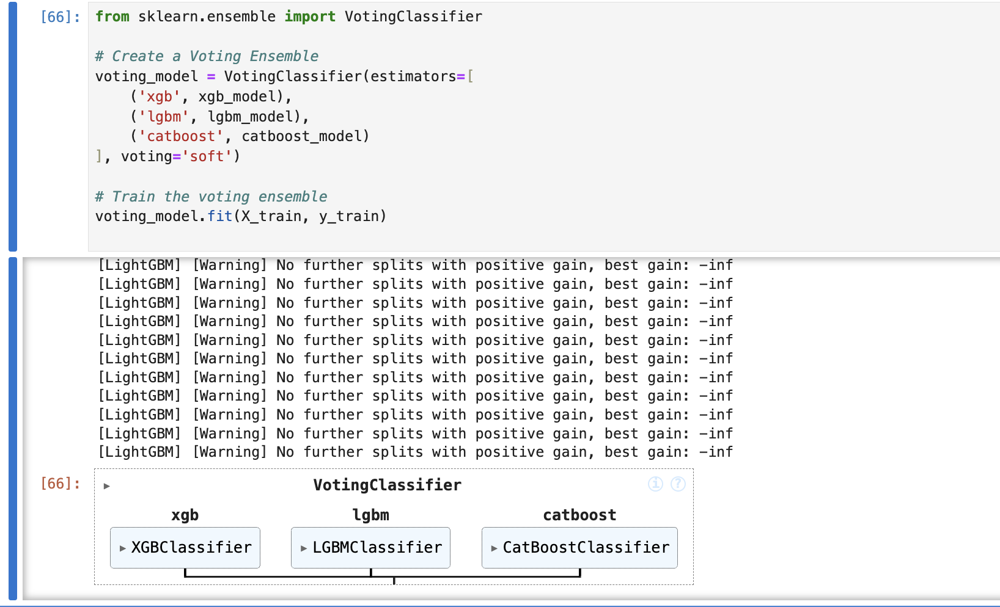 [66]: from sklearn.ensemble import VotingClassifier
# Create a Voting Ensemble
voting_model = VotingClassifier(estimators=[
    ('xgb', xgb_model),
    ('lgbm', lgbm_model),
    ('catboost', catboost_model)
], voting='soft')
# Train the voting ensemble
voting_model.fit(X_train, y_train)
[LightGBM] [Warning] No further splits with positive gain, best gain: -inf
[LightGBM] [Warning] No further splits with positive gain, best gain: -inf
[LightGBM] [Warning] No further splits with positive gain, best gain: -inf
[LightGBM] [Warning] No further splits with positive gain, best gain: -inf
[LightGBM] [Warning] No further splits with positive gain, best gain: -inf
[LightGBM] [Warning] No further splits with positive gain, best gain: -inf
[LightGBM] [Warning] No further splits with positive gain, best gain: -inf
[LightGBM] [Warning] No further splits with positive gain, best gain: -inf
[LightGBM] [Warning] No further splits with positive gain, best gain: -inf
[LightGBM] [Warning] No further splits with positive gain, best gain: -inf
[LightGBM] [Warning] No further splits with positive gain, best gain: -inf
[66]: ▸ VotingClassifier i ?
xgb lgbm catboost
▸ XGBClassifier ▸ LGBMClassifier ▸ CatBoostClassifier